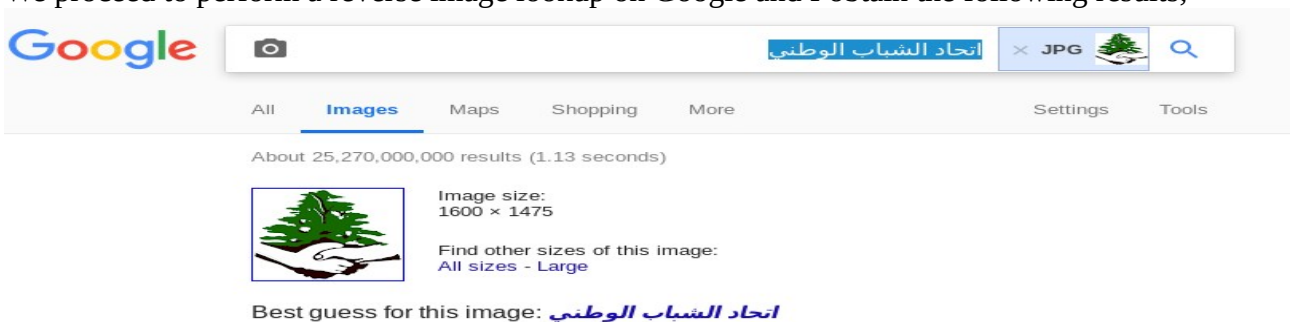 We proceed to perform a reverse image lookup on Google and I obtain the following results;
Google
اتحاد الشباب الوطني × JPG
All Images Maps Shopping More Settings Tools
About 25,270,000,000 results (1.13 seconds)
Image size:
1600 × 1475
Find other sizes of this image:
All sizes - Large
Best guess for this image: اتحاد الشباب الوطني